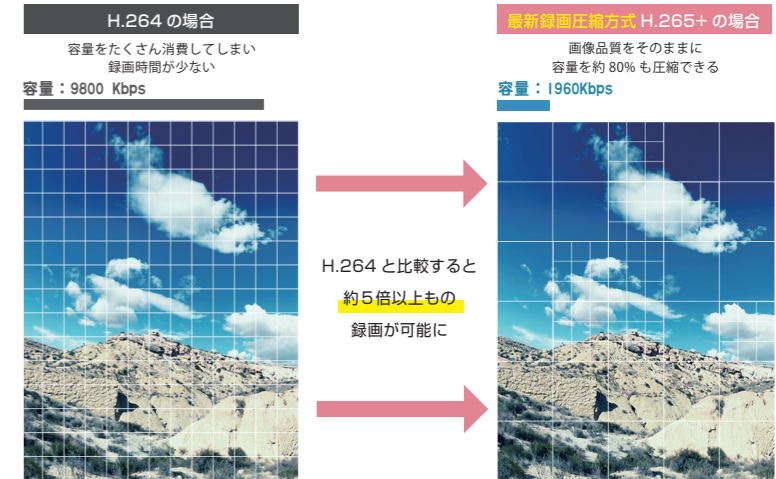 H.264 の場合
容量をたくさん消費してしまい
録画時間が少ない
容量：9800 Kbps
H.264 と比較すると
約５倍以上もの
録画が可能に
最新録画圧縮方式 H.265+ の場合
画像品質をそのままに
容量を約 80% も圧縮できる
容量：1960Kbps